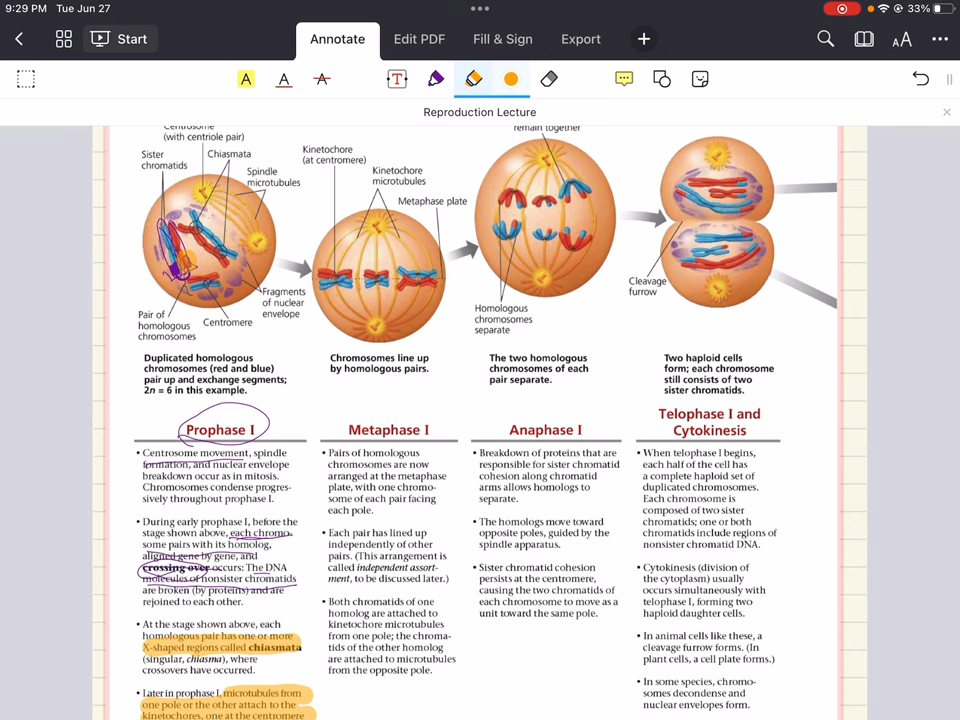 9:29 PM Tue Jun 27
33%
Start
Annotate
Edit PDF
Fill & Sign
Export
A
A
A
T
AA
Reproduction Lecture
Centrosome
(with centriole pair)
Sister
chromatids
Chiasmata
Spindle
microtubules
Pair of
homologous
chromosomes
Centromere
Fragments
of nuclear
envelope
Kinetochore
(at centromere)
Kinetochore
microtubules
Metaphase plate
remain together
Homologous
chromosomes
separate
Cleavage
furrow
Duplicated homologous
chromosomes (red and blue)
pair up and exchange segments;
2n = 6 in this example.
Chromosomes line up
by homologous pairs.
The two homologous
chromosomes of each
pair separate.
Two haploid cells
form; each chromosome
still consists of two
sister chromatids.
Prophase I
• Centrosome movement, spindle
formation, and nuclear envelope
breakdown occur as in mitosis.
Chromosomes condense progres-
sively throughout prophase I.
• During early prophase I, before the
stage shown above, each chromo-
some pairs with its homolog,
aligned gene by gene, and
crossing over occurs: The DNA
molecules of nonsister chromatids
are broken (by proteins) and are
rejoined to each other.
• At the stage shown above, each
homologous pair has one or more
X-shaped regions called chiasmata
(singular, chiasma), where
crossovers have occurred.
• Later in prophase I, microtubules from
one pole or the other attach to the
kinetochores, one at the centromere
Metaphase I
• Pairs of homologous
chromosomes are now
arranged at the metaphase
plate, with one chromo-
some of each pair facing
each pole.
• Each pair has lined up
independently of other
pairs. (This arrangement is
called independent assort-
ment, to be discussed later.)
• Both chromatids of one
homolog are attached to
kinetochore microtubules
from one pole; the chroma-
tids of the other homolog
are attached to microtubules
from the opposite pole.
Anaphase I
• Breakdown of proteins that are
responsible for sister chromatid
cohesion along chromatid
arms allows homologs to
separate.
• The homologs move toward
opposite poles, guided by the
spindle apparatus.
• Sister chromatid cohesion
persists at the centromere,
causing the two chromatids of
each chromosome to move as a
unit toward the same pole.
Telophase I and
Cytokinesis
• When telophase I begins,
each half of the cell has
a complete haploid set of
duplicated chromosomes.
Each chromosome is
composed of two sister
chromatids; one or both
chromatids include regions of
nonsister chromatid DNA.
• Cytokinesis (division of
the cytoplasm) usually
occurs simultaneously with
telophase I, forming two
haploid daughter cells.
• In animal cells like these, a
cleavage furrow forms. (In
plant cells, a cell plate forms.)
• In some species, chromo-
somes decondense and
nuclear envelopes form.